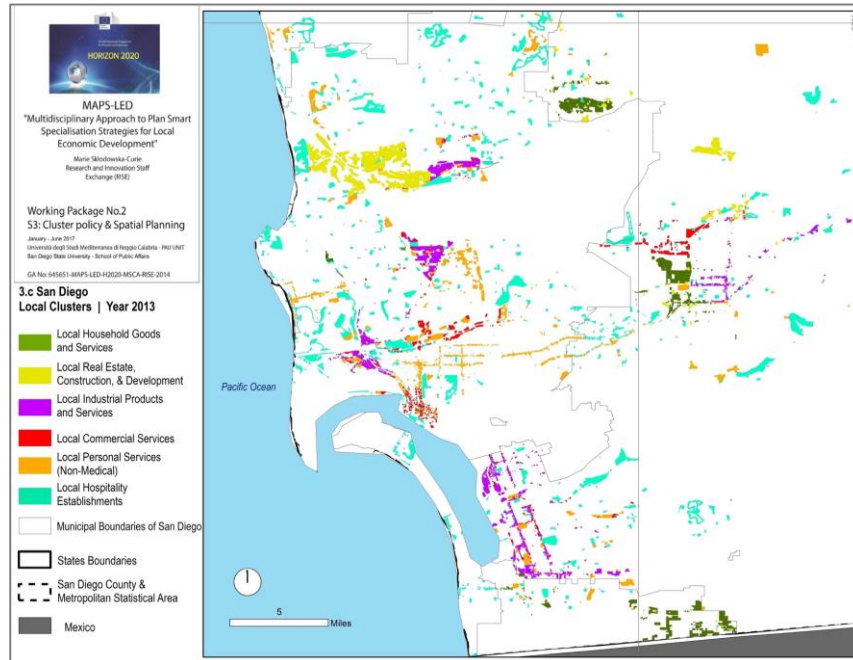 HORIZON 2020
MAPS-LED
"Multidisciplinary Approach to Plan Smart
Specialisation Strategies for Local
Economic Development"
Marie Skłodowska-Curie
Research and Innovation Staff
Exchange (RISE)
Working Package No.2
S3: Cluster policy & Spatial Planning
January - June 2017
Università degli Studi Mediterranea di Reggio Calabria - PAU UNIT
San Diego State University - School of Public Affairs
GA No: 645651-MAPS-LED-H2020-MSCA-RISE-2014
3.c San Diego
Local Clusters | Year 2013
Local Household Goods
and Services
Local Real Estate,
Construction, & Development
Local Industrial Products
and Services
Local Commercial Services
Local Personal Services
(Non-Medical)
Local Hospitality
Establishments
Municipal Boundaries of San Diego
States Boundaries
San Diego County &
Metropolitan Statistical Area
Mexico
Pacific Ocean
5
Miles